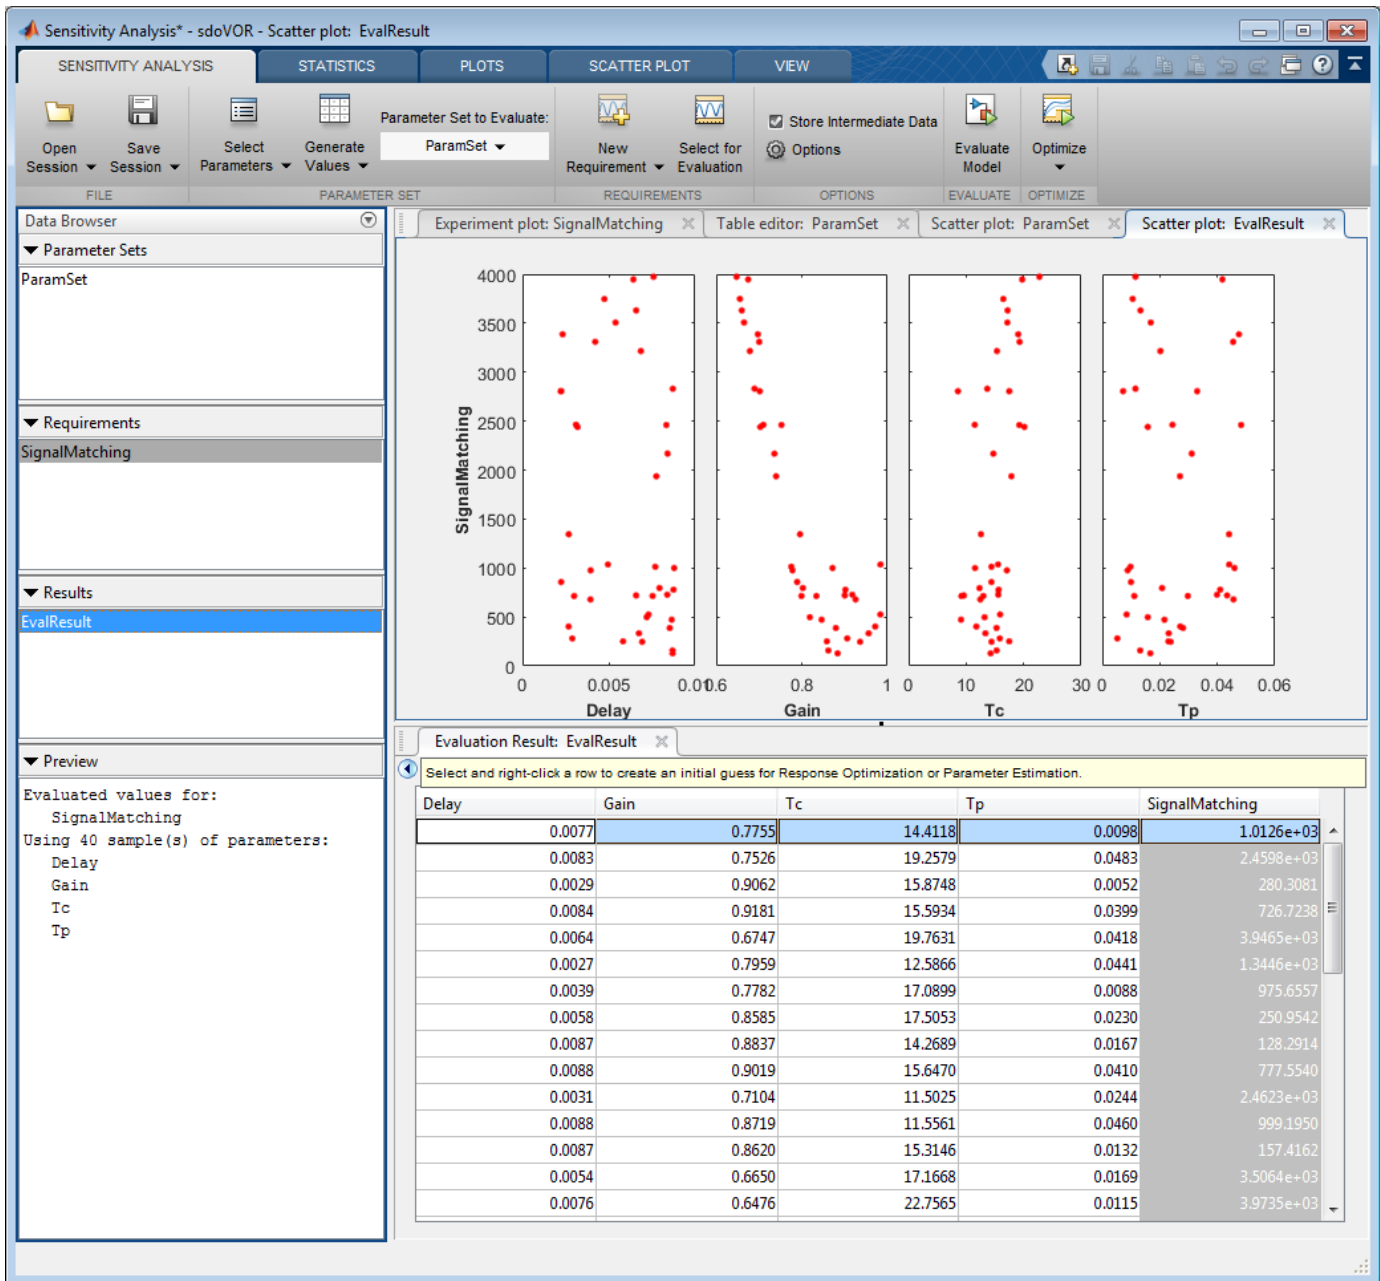 Sensitivity Analysis* - sdoVOR - Scatter plot: EvalResult
SENSITIVITY ANALYSIS STATISTICS PLOTS SCATTER PLOT VIEW
Open Session Save Session Select Parameters Generate Values Parameter Set to Evaluate: ParamSet New Requirement Select for Evaluation Store Intermediate Data Options Evaluate Model Optimize
FILE PARAMETER SET REQUIREMENTS OPTIONS EVALUATE OPTIMIZE
Data Browser
Parameter Sets
ParamSet
Requirements
SignalMatching
Results
EvalResult
Preview
Evaluated values for:
SignalMatching
Using 40 sample(s) of parameters:
Delay
Gain
Tc
Tp
Experiment plot: SignalMatching Table editor: ParamSet Scatter plot: ParamSet Scatter plot: EvalResult
SignalMatching
4000
3500
3000
2500
2000
1500
1000
500
0
0 0.005 0.01 0.6 0.8 1 0 10 20 30 0 0.02 0.04 0.06
Delay Gain Tc Tp
Evaluation Result: EvalResult
Select and right-click a row to create an initial guess for Response Optimization or Parameter Estimation.
Delay Gain Tc Tp SignalMatching
0.0077 0.7755 14.4118 0.0098 1.0126e+03
0.0083 0.7526 19.2579 0.0483 2.4598e+03
0.0029 0.9062 15.8748 0.0052 280.3081
0.0084 0.9181 15.5934 0.0399 726.7238
0.0064 0.6747 19.7631 0.0418 3.9465e+03
0.0027 0.7959 12.5866 0.0441 1.3446e+03
0.0039 0.7782 17.0899 0.0088 975.6557
0.0058 0.8585 17.5053 0.0230 250.9542
0.0087 0.8837 14.2689 0.0167 128.2914
0.0088 0.9019 15.6470 0.0410 777.5540
0.0031 0.7104 11.5025 0.0244 2.4623e+03
0.0088 0.8719 11.5561 0.0460 999.1950
0.0087 0.8620 15.3146 0.0132 157.4162
0.0054 0.6650 17.1668 0.0169 3.5064e+03
0.0076 0.6476 22.7565 0.0115 3.9735e+03